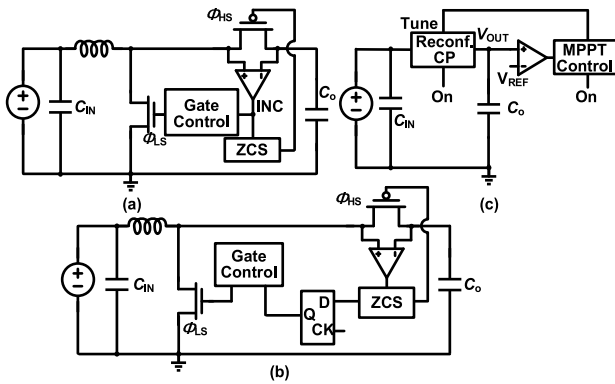 ΦHS
+ -
INC
Gate Control
ZCS
ΦLS
CIN
Co
+
−
(a)
Tune
VOUT
Reconf. CP
VREF
+
−
MPPT Control
On
On
CIN
Co
+
−
(c)
ΦHS
+ -
Gate Control
D
Q
CK
ZCS
ΦLS
CIN
Co
+
−
(b)